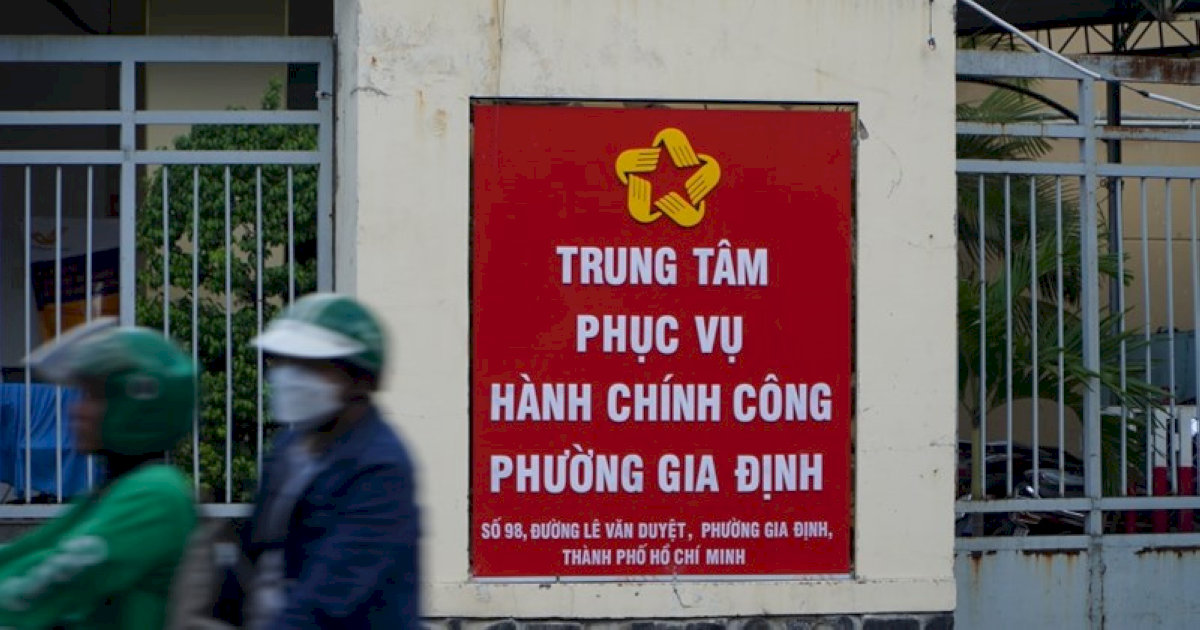 TRUNG TÂM
PHỤC VỤ
HÀNH CHÍNH CÔNG
PHƯỜNG GIA ĐỊNH
SỐ 98, ĐƯỜNG LÊ VĂN DUYỆT, PHƯỜNG GIA ĐỊNH,
THÀNH PHỐ HỒ CHÍ MINH